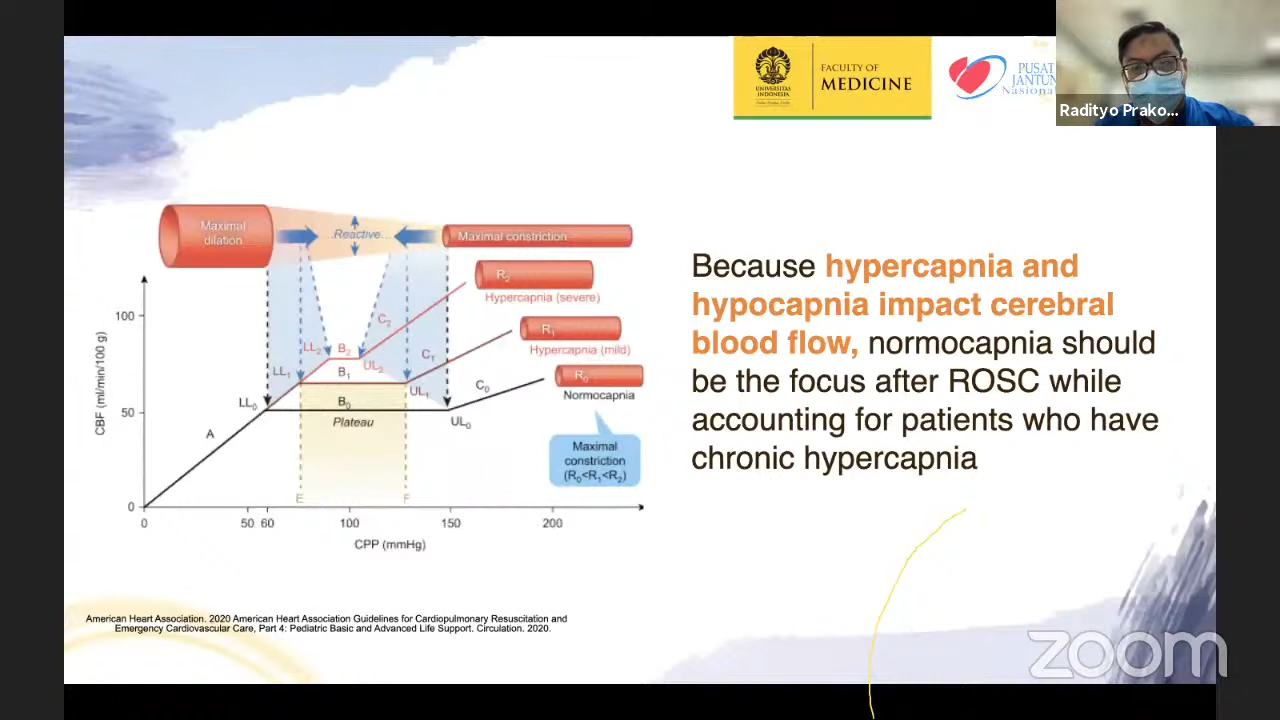 UNIVERSITAS
INDONESIA
FACULTY OF
MEDICINE
PUSAT
JANTUN
Nasional
Radityo Prako...
Maximal
dilation
...Reactive...
Maximal constriction
R2
Hypercapnia (severe)
R1
Hypercapnia (mild)
R0
Normocapnia
C2
C1
C0
LL2
B2
UL2
LL1
B1
UL1
LL0
B0
UL0
Plateau
A
E
F
Maximal
constriction
(R0<R1<R2)
CBF (ml/min/100 g)
100
50
0
0
50 60
100
150
200
CPP (mmHg)
Because hypercapnia and
hypocapnia impact cerebral
blood flow, normocapnia should
be the focus after ROSC while
accounting for patients who have
chronic hypercapnia
American Heart Association. 2020 American Heart Association Guidelines for Cardiopulmonary Resuscitation and
Emergency Cardiovascular Care, Part 4: Pediatric Basic and Advanced Life Support. Circulation. 2020.
zoom